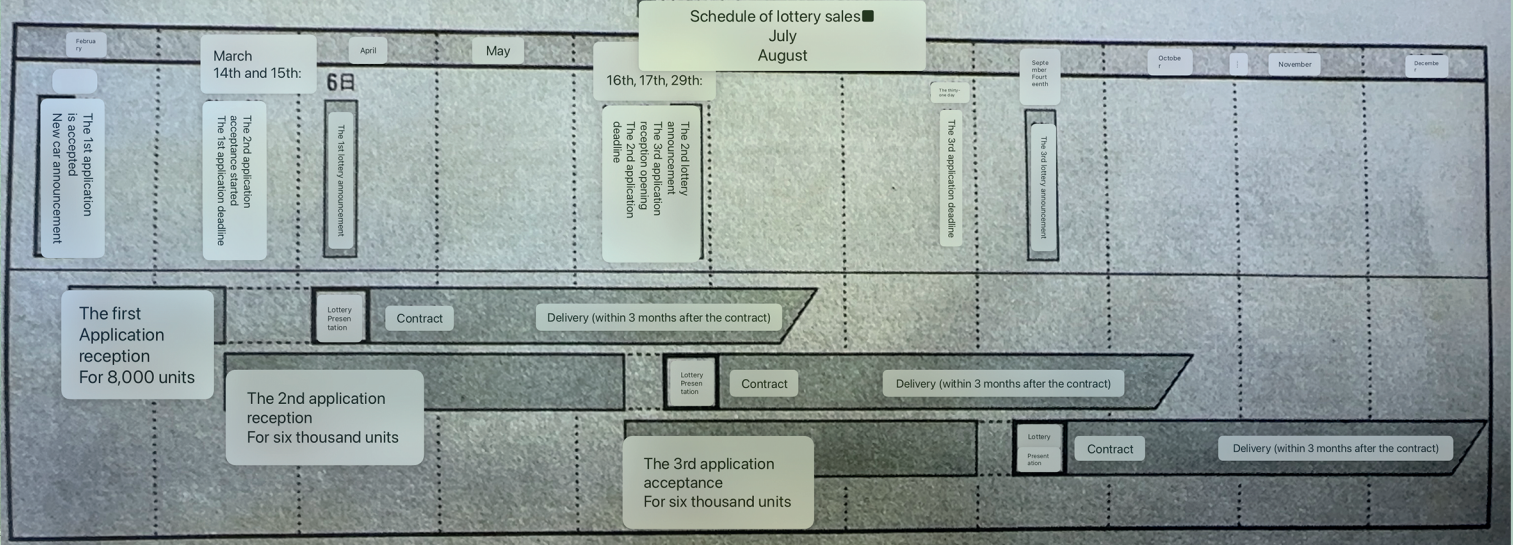 Schedule of lottery sales■
July
August
Februa
ry
March
14th and 15th:
April
May
16th, 17th, 29th:
Septe
mber
Fourt
eenth
Octobe
r
November
Decembe
r
6日
The thirty-
one day
The 1st application
is accepted
New car announcement
The 2nd application
acceptance started
The 1st application deadline
The 1st lottery announcement
The 2nd lottery
announcement
The 3rd application
reception opening
The 2nd application
deadline
The 3rd application deadline
The 3rd lottery announcement
The first
Application
reception
For 8,000 units
Lottery
Presen
tation
Contract
Delivery (within 3 months after the contract)
The 2nd application
reception
For six thousand units
Lottery
Presen
tation
Contract
Delivery (within 3 months after the contract)
The 3rd application
acceptance
For six thousand units
Lottery
Present
ation
Contract
Delivery (within 3 months after the contract)